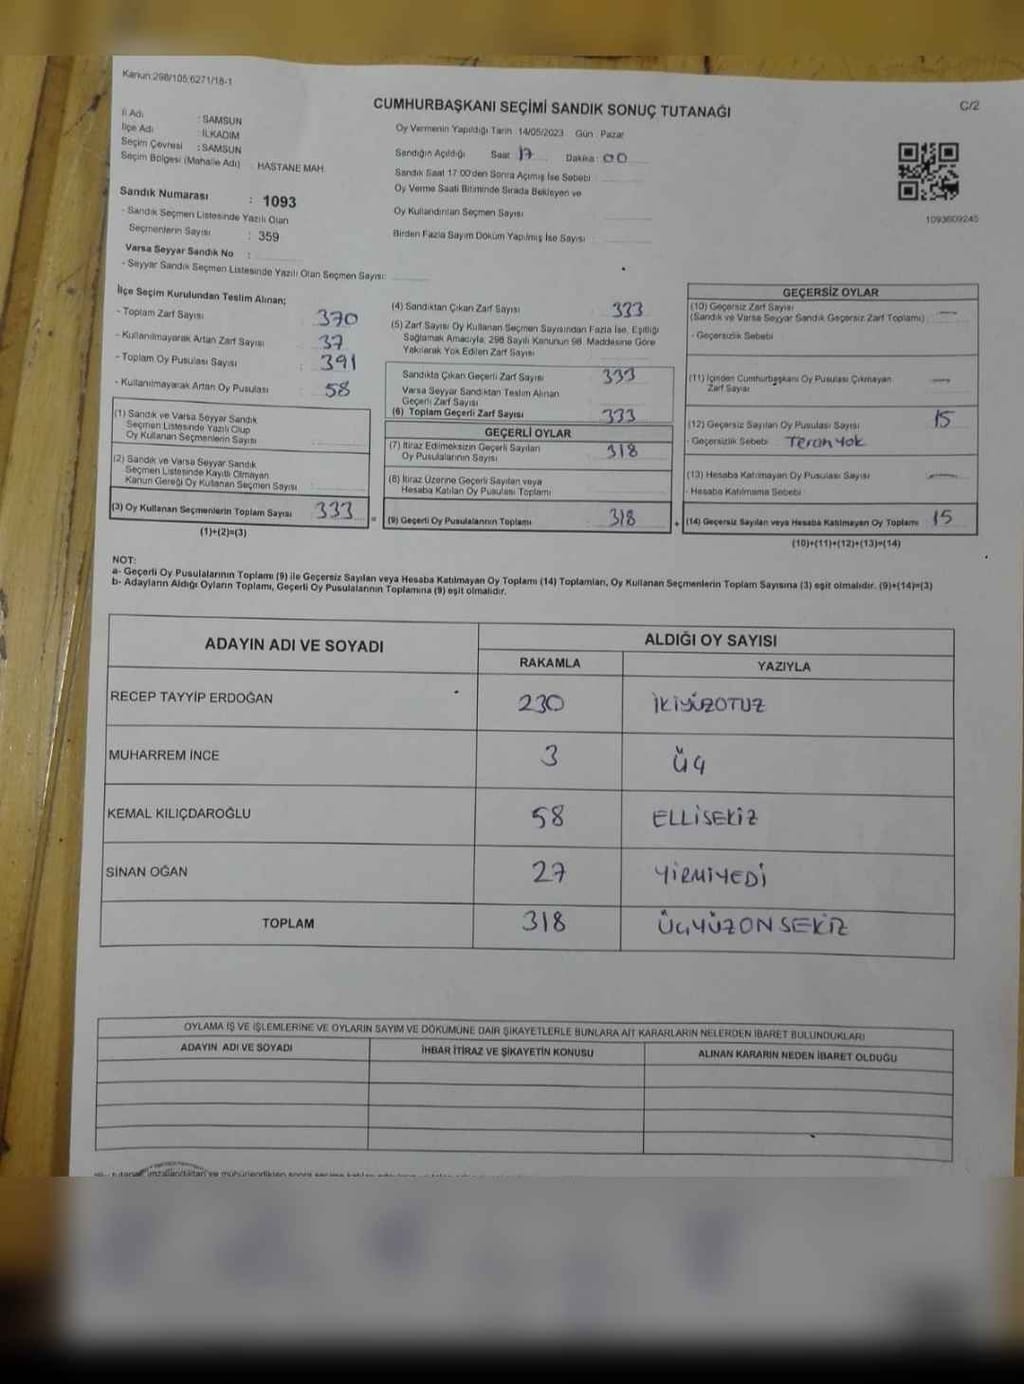 Kanun:298/105;6271/18-1
C/2
CUMHURBAŞKANI SEÇİMİ SANDIK SONUÇ TUTANAĞI
İl Adı : SAMSUN
İlçe Adı : İLKADIM
Seçim Çevresi : SAMSUN
Seçim Bölgesi (Mahalle Adı) : HASTANE MAH.
Sandık Numarası : 1093
- Sandık Seçmen Listesinde Yazılı Olan
Seçmenlerin Sayısı : 359
Varsa Seyyar Sandık No :
- Seyyar Sandık Seçmen Listesinde Yazılı Olan Seçmen Sayısı:
Oy Vermenin Yapıldığı Tarih : 14/05/2023 Gün : Pazar
Sandığın Açıldığı Saat: 17 Dakika: 00
Sandık Saat 17:00'den Sonra Açımış İse Sebebi :
Oy Verme Saati Bitiminde Sırada Bekleyen ve
Oy Kullandırılan Seçmen Sayısı
Birden Fazla Sayım Döküm Yapılmış İse Sayısı :
1093609245
İlçe Seçim Kurulundan Teslim Alınan;
- Toplam Zarf Sayısı : 370
- Kullanılmayarak Artan Zarf Sayısı : 37
- Toplam Oy Pusulası Sayısı : 391
- Kullanılmayarak Artan Oy Pusulası : 58
(1) Sandık ve Varsa Seyyar Sandık
Seçmen Listesinde Yazılı Olup
Oy Kullanan Seçmenlerin Sayısı
(2) Sandık ve Varsa Seyyar Sandık
Seçmen Listesinde Kayıtlı Olmayan
Kanun Gereği Oy Kullanan Seçmen Sayısı
(3) Oy Kullanan Seçmenlerin Toplam Sayısı 333 =
(1)+(2)=(3)
(4) Sandıktan Çıkan Zarf Sayısı 333
(5) Zarf Sayısı Oy Kullanan Seçmen Sayısından Fazla İse, Eşitliği
Sağlamak Amacıyla, 298 Sayılı Kanunun 98. Maddesine Göre
Yakılarak Yok Edilen Zarf Sayısı
Sandıkta Çıkan Geçerli Zarf Sayısı 333
Varsa Seyyar Sandıktan Teslim Alınan
Geçerli Zarf Sayısı
(6) Toplam Geçerli Zarf Sayısı 333
GEÇERLİ OYLAR
(7) İtiraz Edilmeksizin Geçerli Sayılan
Oy Pusulalarının Sayısı 318
(8) İtiraz Üzerine Geçerli Sayılan veya
Hesaba Katılan Oy Pusulası Toplamı
(9) Geçerli Oy Pusulalarının Toplamı 318 +
GEÇERSİZ OYLAR
(10) Geçersiz Zarf Sayısı
(Sandık ve Varsa Seyyar Sandık Geçersiz Zarf Toplamı) —
- Geçersizlik Sebebi
(11) İçinden Cumhurbaşkanı Oy Pusulası Çıkmayan
Zarf Sayısı —
(12) Geçersiz Sayılan Oy Pusulası Sayısı 15
- Geçersizlik Sebebi
(13) Hesaba Katılmayan Oy Pusulası Sayısı —
- Hesaba Katılmama Sebebi
(14) Geçersiz Sayılan veya Hesaba Katılmayan Oy Toplamı 15
(10)+(11)+(12)+(13)=(14)
NOT:
a- Geçerli Oy Pusulalarının Toplamı (9) ile Geçersiz Sayılan veya Hesaba Katılmayan Oy Toplamı (14) Toplamları, Oy Kullanan Seçmenlerin Toplam Sayısına (3) eşit olmalıdır. (9)+(14)=(3)
b- Adayların Aldığı Oyların Toplamı, Geçerli Oy Pusulalarının Toplamına (9) eşit olmalıdır.
ADAYIN ADI VE SOYADI ALDIĞI OY SAYISI
RAKAMLA YAZIYLA
RECEP TAYYİP ERDOĞAN 230 İKİYÜZOTUZ
MUHARREM İNCE 3 ÜÇ
KEMAL KILIÇDAROĞLU 58 ELLİSEKİZ
SİNAN OĞAN 27 YİRMİYEDİ
TOPLAM 318 ÜÇYÜZONSEKİZ
OYLAMA İŞ VE İŞLEMLERİNE VE OYLARIN SAYIM VE DÖKÜMÜNE DAİR ŞİKAYETLERLE BUNLARA AİT KARARLARIN NELERDEN İBARET BULUNDUKLARI
ADAYIN ADI VE SOYADI İHBAR İTİRAZ VE ŞİKAYETİN KONUSU ALINAN KARARIN NEDEN İBARET OLDUĞU